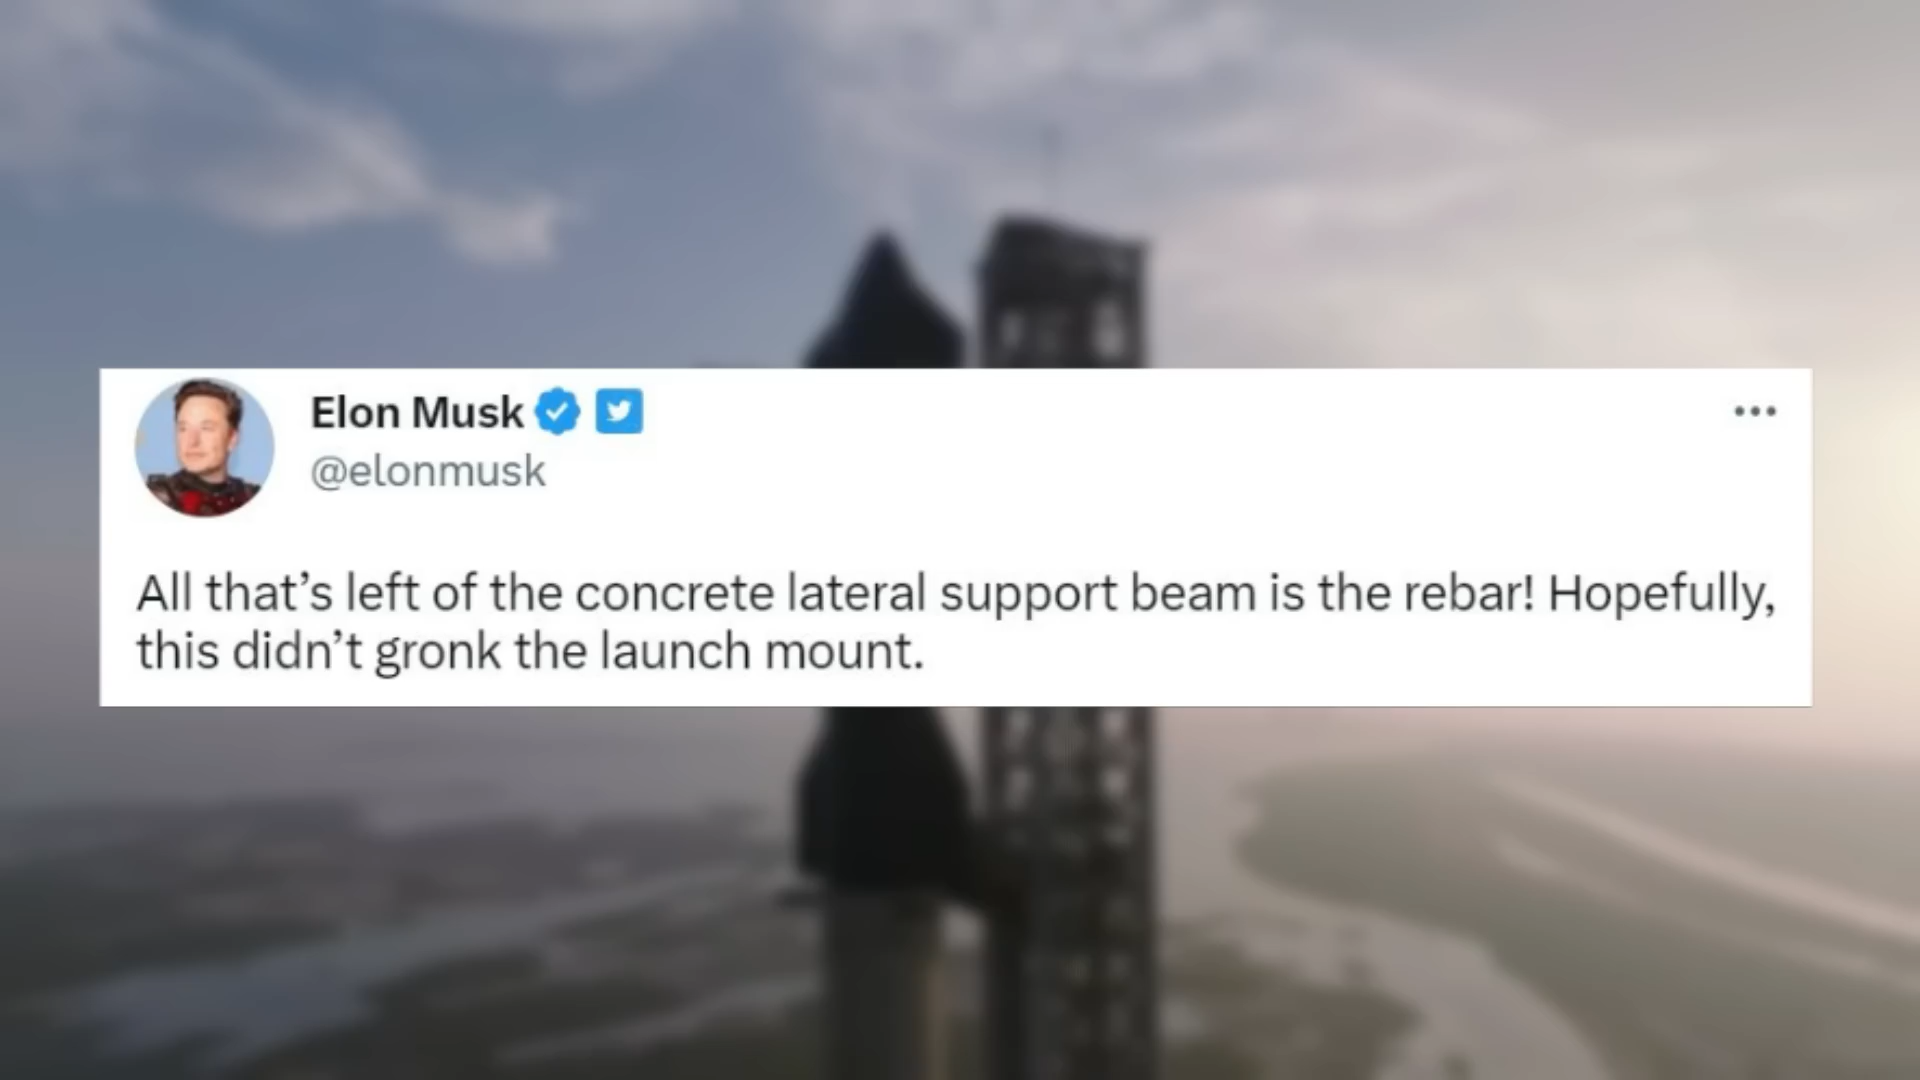 Elon Musk
@elonmusk
All that’s left of the concrete lateral support beam is the rebar! Hopefully,
this didn’t gronk the launch mount.